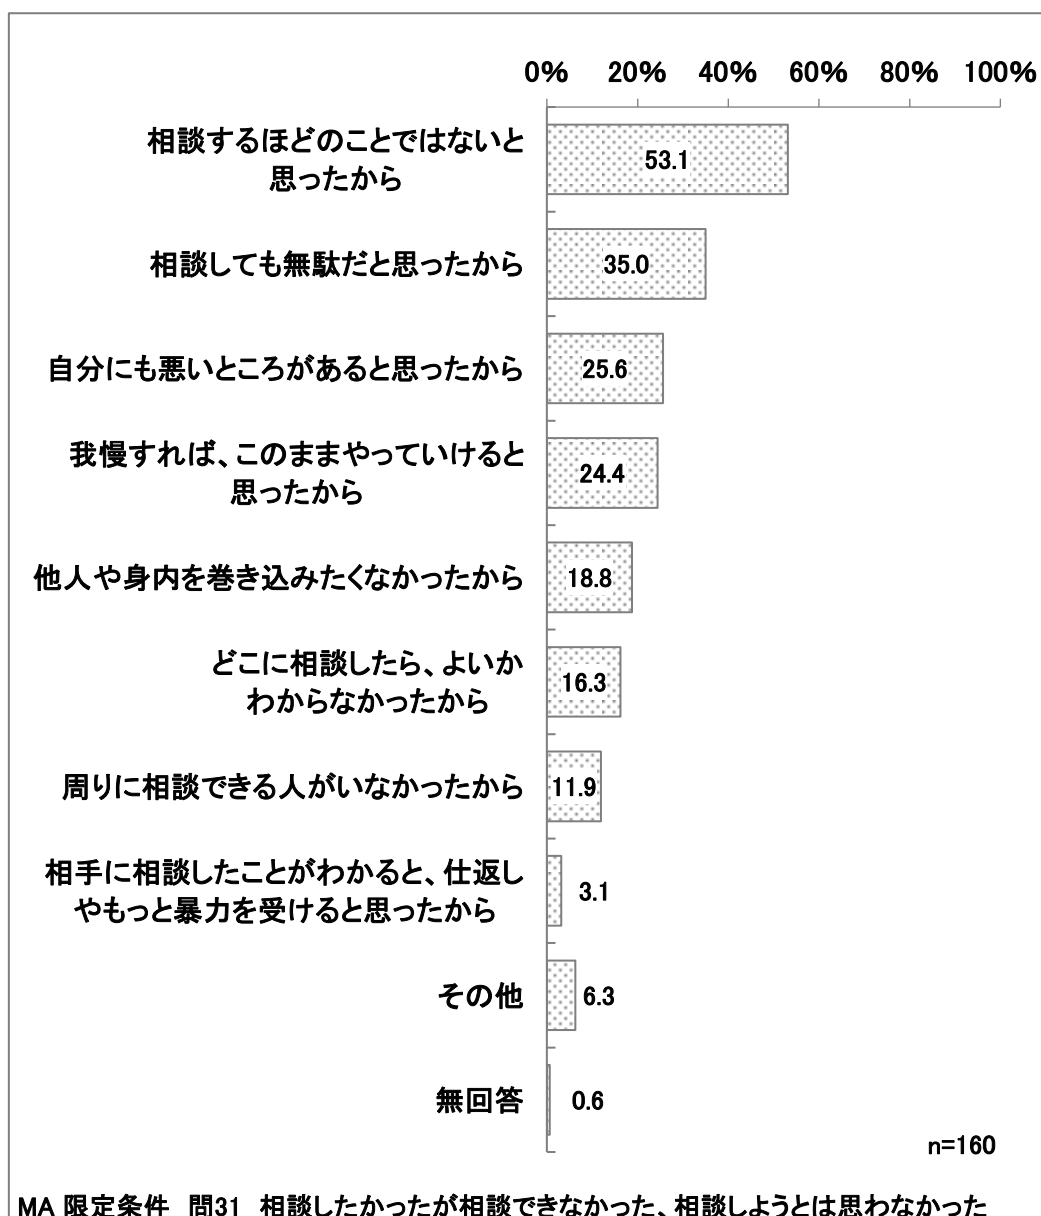 0% 20% 40% 60% 80% 100%
相談するほどのことではないと
思ったから
53.1
相談しても無駄だと思ったから
35.0
自分にも悪いところがあると思ったから
25.6
我慢すれば、このままやっていけると
思ったから
24.4
他人や身内を巻き込みたくなかったから
18.8
どこに相談したら、よいか
わからなかったから
16.3
周りに相談できる人がいなかったから
11.9
相手に相談したことがわかると、仕返し
やもっと暴力を受けると思ったから
3.1
その他
6.3
無回答
0.6
n=160
MA 限定条件 問31 相談したかったが相談できなかった、相談しようとは思わなかった